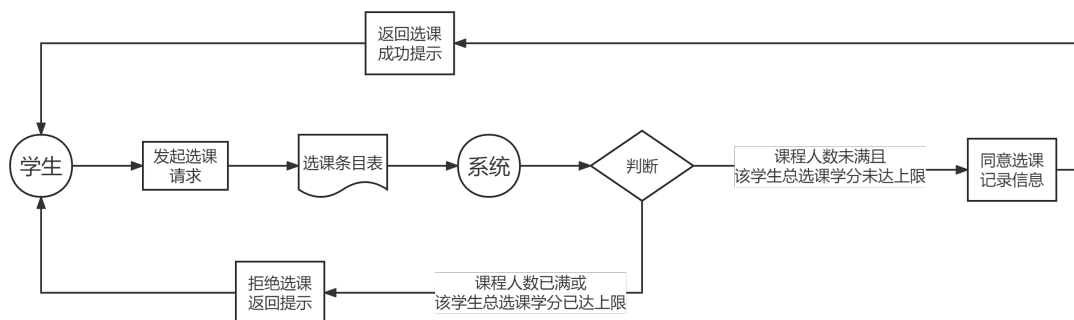 返回选课
成功提示
学生
发起选课
请求
选课条目表
系统
判断
课程人数未满且
该学生总选课学分未达上限
同意选课
记录信息
拒绝选课
返回提示
课程人数已满或
该学生总选课学分已达上限